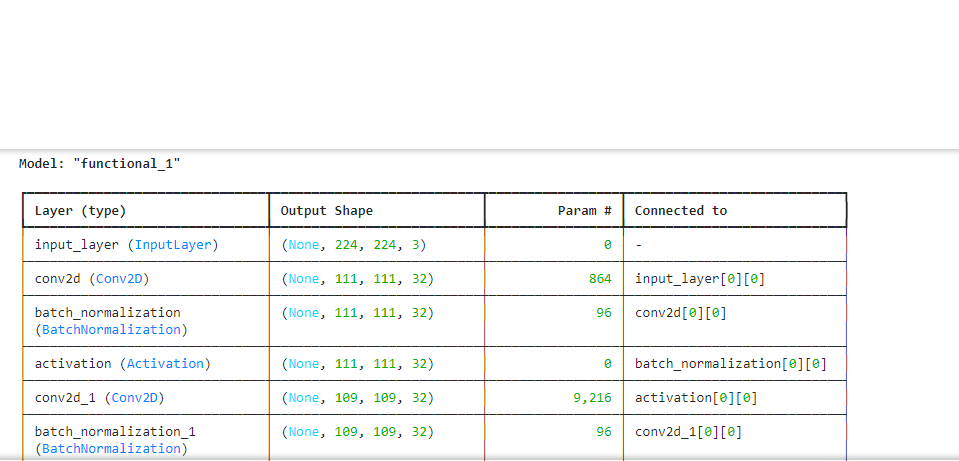 Model: "functional_1"
Layer (type) Output Shape Param # Connected to
input_layer (InputLayer) (None, 224, 224, 3) 0 -
conv2d (Conv2D) (None, 111, 111, 32) 864 input_layer[0][0]
batch_normalization (None, 111, 111, 32) 96 conv2d[0][0]
(BatchNormalization)
activation (Activation) (None, 111, 111, 32) 0 batch_normalization[0][0]
conv2d_1 (Conv2D) (None, 109, 109, 32) 9,216 activation[0][0]
batch_normalization_1 (None, 109, 109, 32) 96 conv2d_1[0][0]
(BatchNormalization)